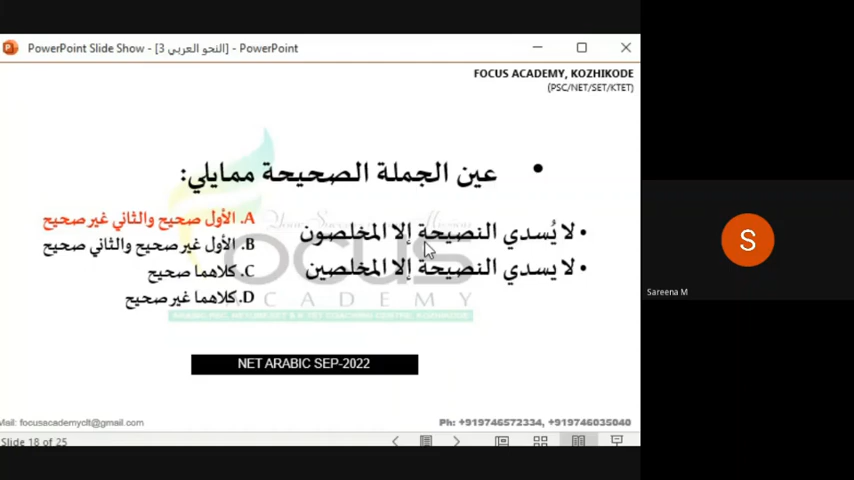 PowerPoint Slide Show - [النحو العربي 3] - PowerPoint
FOCUS ACADEMY, KOZHIKODE
(PSC/NET/SET/KTET)
• عين الجملة الصحيحة ممايلي:
• لا يُسدي النصيحة إلا المخلصون
• لا يسدي النصيحة إلا المخلصين
A. الأول صحيح والثاني غير صحيح
B. الأول غير صحيح والثاني صحيح
C. كلاهما صحيح
D. كلاهما غير صحيح
ocus
ACADEMY
NET ARABIC SEP-2022
Mail: focusacademyclt@gmail.com
Ph: +919746572334, +919746035040
Slide 18 of 25
S
Sareena M